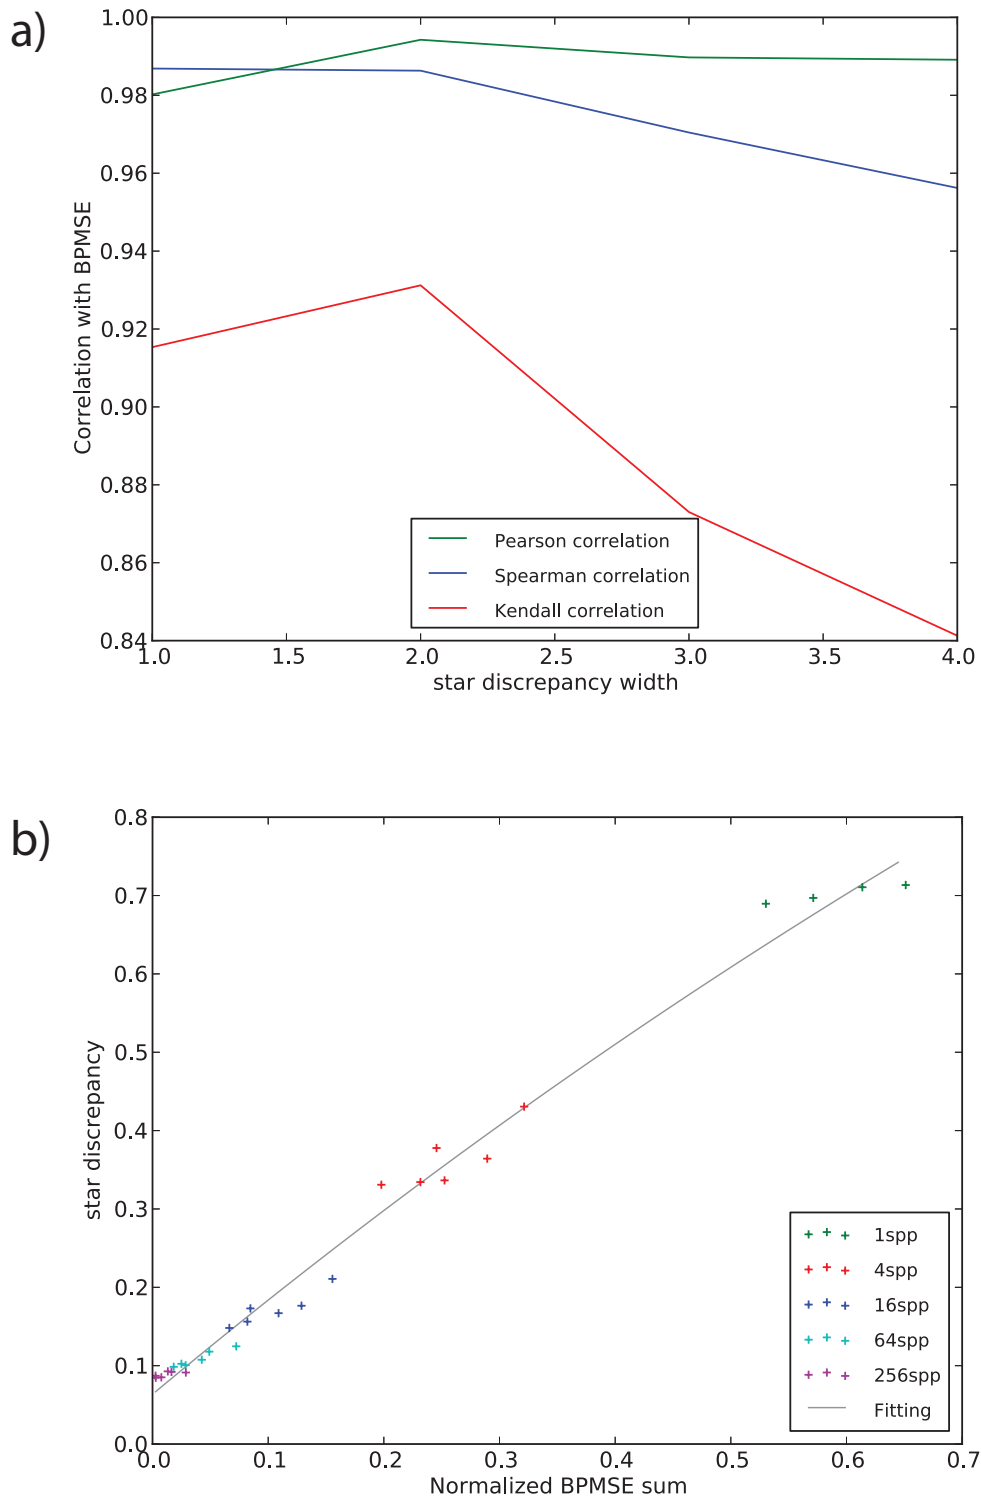 a)
1.00
0.98
0.96
0.94
0.92
0.90
0.88
0.86
0.84
Correlation with BPMSE
Pearson correlation
Spearman correlation
Kendall correlation
1.0 1.5 2.0 2.5 3.0 3.5 4.0
star discrepancy width
b)
0.8
0.7
0.6
0.5
0.4
0.3
0.2
0.1
0.0
star discrepancy
1spp
4spp
16spp
64spp
256spp
Fitting
0.0 0.1 0.2 0.3 0.4 0.5 0.6 0.7
Normalized BPMSE sum